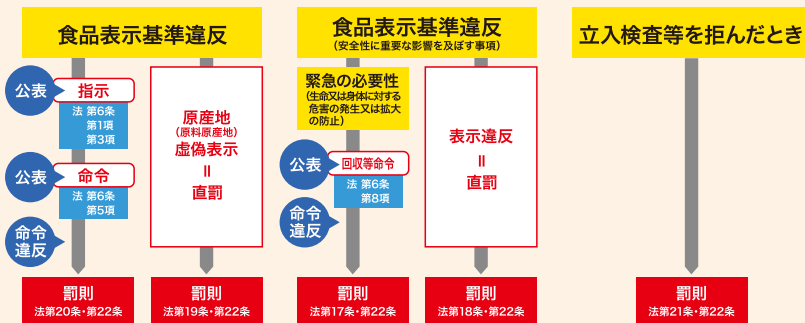 食品表示基準違反
公表
指示
法 第6条
第1項
第3項
公表
命令
法 第6条
第5項
命令
違反
罰則
法第20条・第22条
原産地
(原料原産地)
虚偽表示
＝
直罰
罰則
法第19条・第22条
食品表示基準違反
(安全性に重要な影響を及ぼす事項)
緊急の必要性
(生命又は身体に対する
危害の発生又は拡大
の防止)
公表
回収等命令
法 第6条
第8項
命令
違反
罰則
法第17条・第22条
表示違反
＝
直罰
罰則
法第18条・第22条
立入検査等を拒んだとき
罰則
法第21条・第22条